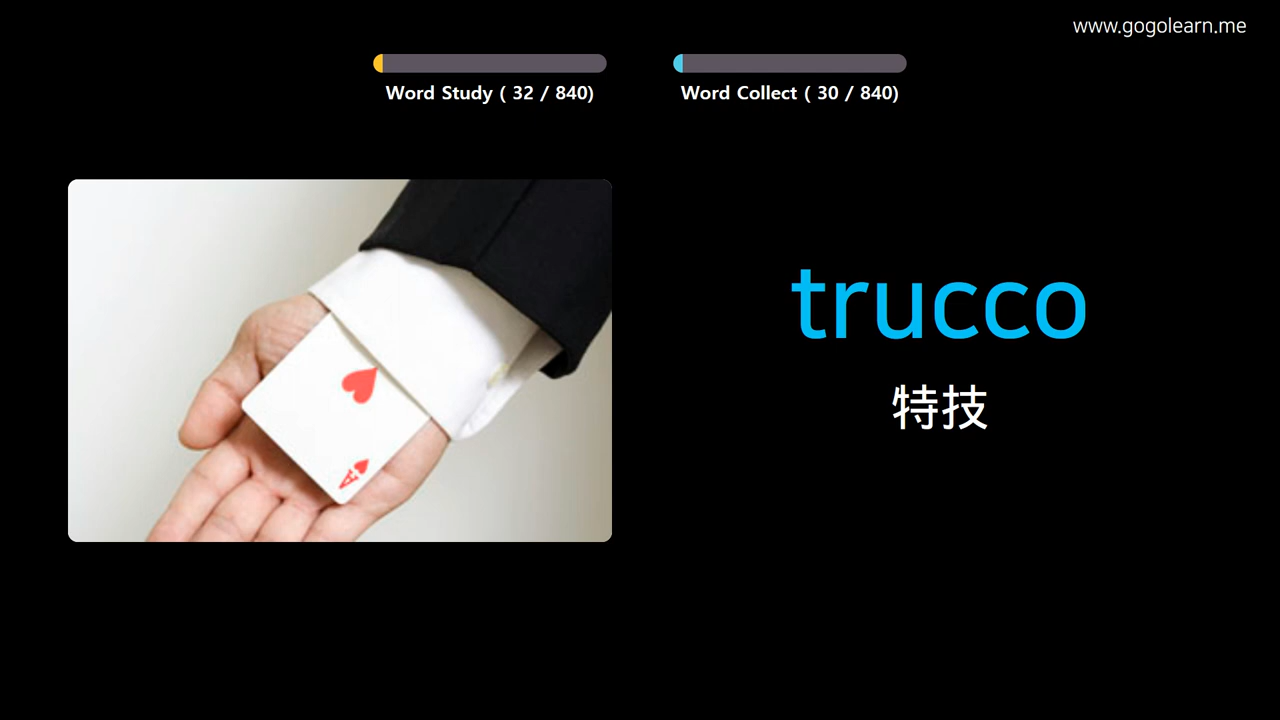 www.gogolearn.me
Word Study ( 32 / 840)
Word Collect ( 30 / 840)
trucco
特技
A